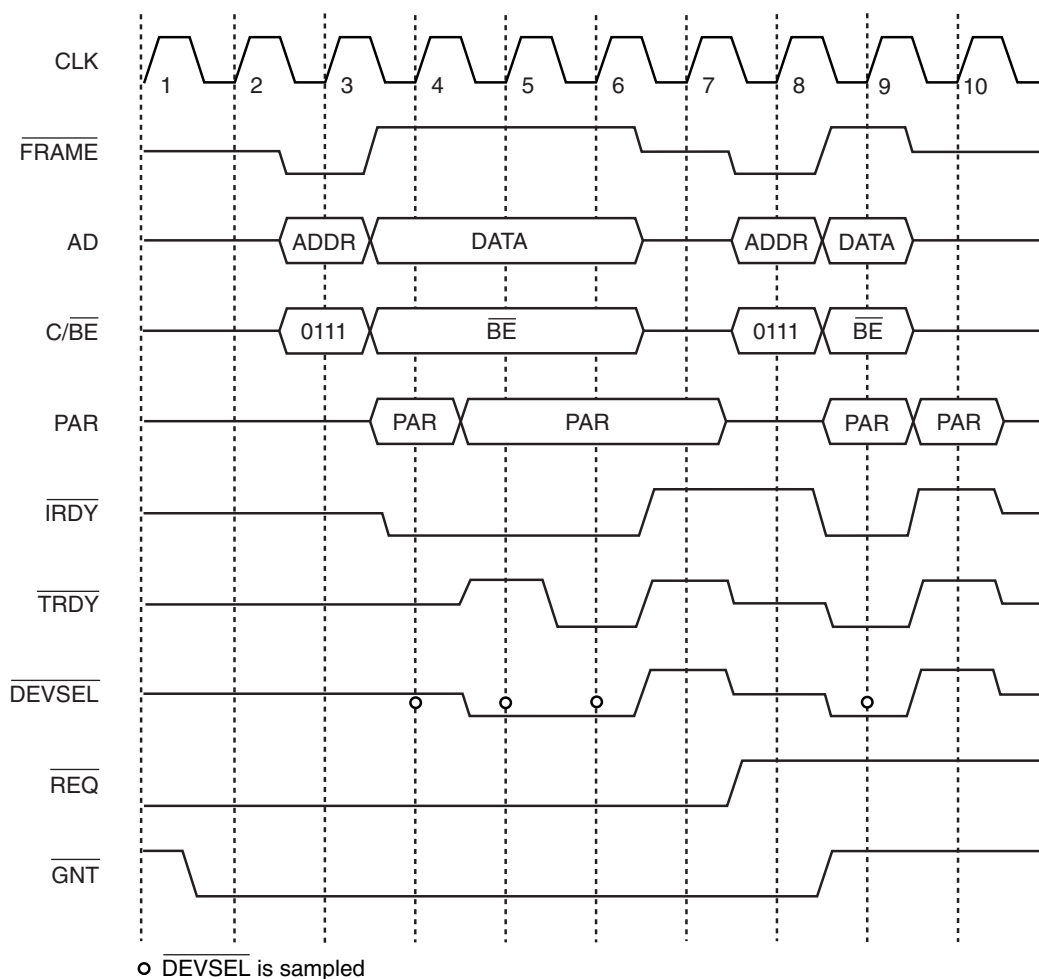 CLK
1 2 3 4 5 6 7 8 9 10
FRAME
AD
ADDR DATA ADDR DATA
C/BE
0111 BE 0111 BE
PAR
PAR PAR PAR PAR
IRDY
TRDY
DEVSEL
REQ
GNT
DEVSEL is sampled